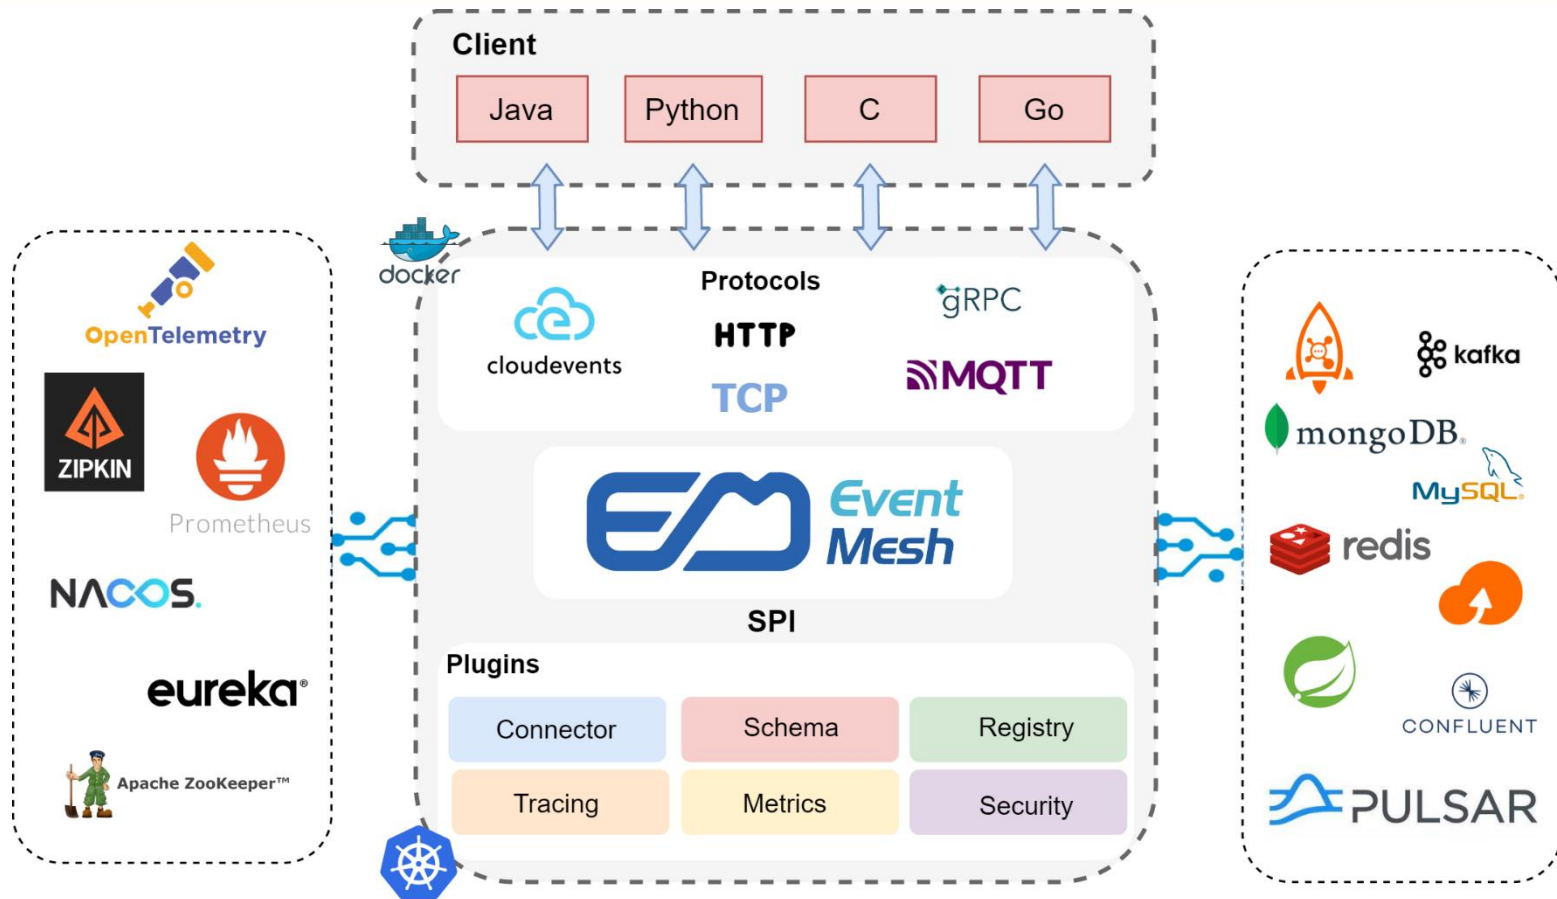 Client
Java
Python
C
Go
docker
Protocols
cloudevents
HTTP
TCP
gRPC
MQTT
Event
Mesh
SPI
Plugins
Connector
Schema
Registry
Tracing
Metrics
Security
OpenTelemetry
ZIPKIN
Prometheus
NACOS.
eureka®
Apache ZooKeeper™
kafka
mongoDB®
MySQL®
redis
CONFLUENT
PULSAR